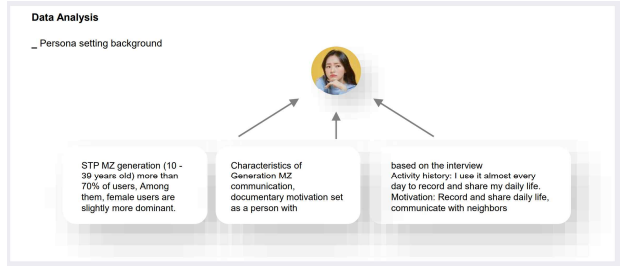 Data Analysis
_ Persona setting background
STP MZ generation (10 -
39 years old) more than
70% of users, Among
them, female users are
slightly more dominant.
Characteristics of
Generation MZ
communication,
documentary motivation set
as a person with
based on the interview
Activity history: I use it almost every
day to record and share my daily life.
Motivation: Record and share daily life,
communicate with neighbors